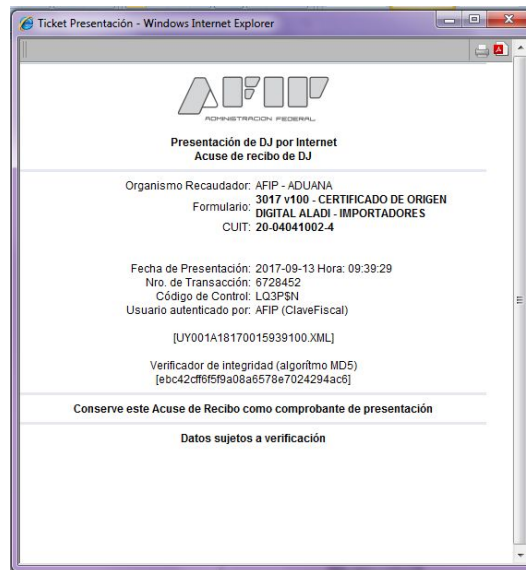 Ticket Presentación - Windows Internet Explorer
AFIP
ADMINISTRACION FEDERAL
Presentación de DJ por Internet
Acuse de recibo de DJ
Organismo Recaudador: AFIP - ADUANA
Formulario: 3017 v100 - CERTIFICADO DE ORIGEN
DIGITAL ALADI - IMPORTADORES
CUIT: 20-04041002-4
Fecha de Presentación: 2017-09-13 Hora: 09:39:29
Nro. de Transacción: 6728452
Código de Control: LQ3P$N
Usuario autenticado por: AFIP (ClaveFiscal)
[UY001A18170015939100.XML]
Verificador de integridad (algorítmo MD5)
[ebc42cff6f5f9a08a6578e7024294ac6]
Conserve este Acuse de Recibo como comprobante de presentación
Datos sujetos a verificación